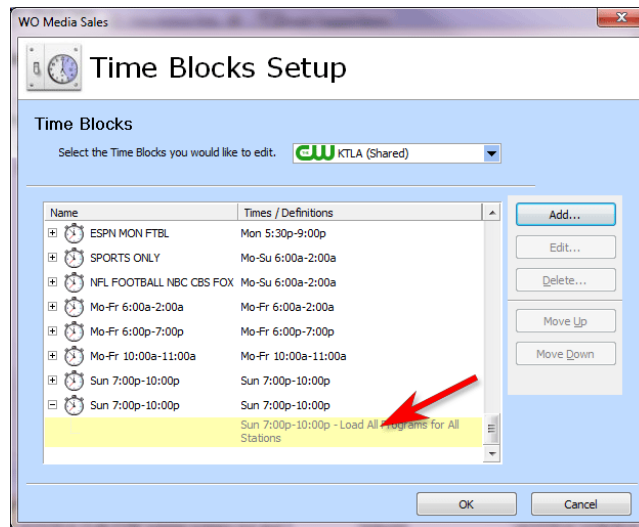 WO Media Sales
Time Blocks Setup
Time Blocks
Select the Time Blocks you would like to edit.
THE CW KTLA (Shared)
Name Times / Definitions
ESPN MON FTBL Mon 5:30p-9:00p
SPORTS ONLY Mo-Su 6:00a-2:00a
NFL FOOTBALL NBC CBS FOX Mo-Su 6:00a-2:00a
Mo-Fr 6:00a-2:00a Mo-Fr 6:00a-2:00a
Mo-Fr 6:00p-7:00p Mo-Fr 6:00p-7:00p
Mo-Fr 10:00a-11:00a Mo-Fr 10:00a-11:00a
Sun 7:00p-10:00p Sun 7:00p-10:00p
Sun 7:00p-10:00p Sun 7:00p-10:00p
Sun 7:00p-10:00p - Load All Programs for All
Stations
Add...
Edit...
Delete...
Move Up
Move Down
OK Cancel